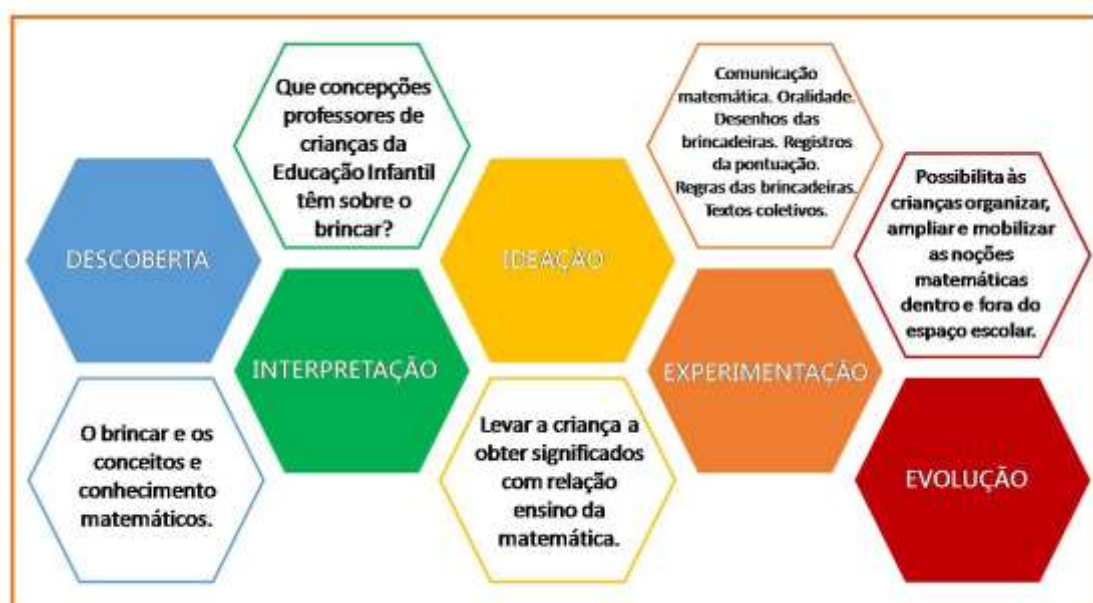 DESCOBERTA
O brincar e os
conceitos e
conhecimento
matemáticos.
Que concepções
professores de
crianças da
Educação Infantil
têm sobre o
brincar?
INTERPRETAÇÃO
IDEAÇÃO
Levar a criança a
obter significados
com relação
ensino da
matemática.
Comunicação
matemática. Oralidade.
Desenhos das
brincadeiras. Registros
da pontuação.
Regras das brincadeiras.
Textos coletivos.
EXPERIMENTAÇÃO
Possibilita às
crianças organizar,
ampliar e mobilizar
as noções
matemáticas
dentro e fora do
espaço escolar.
EVOLUÇÃO